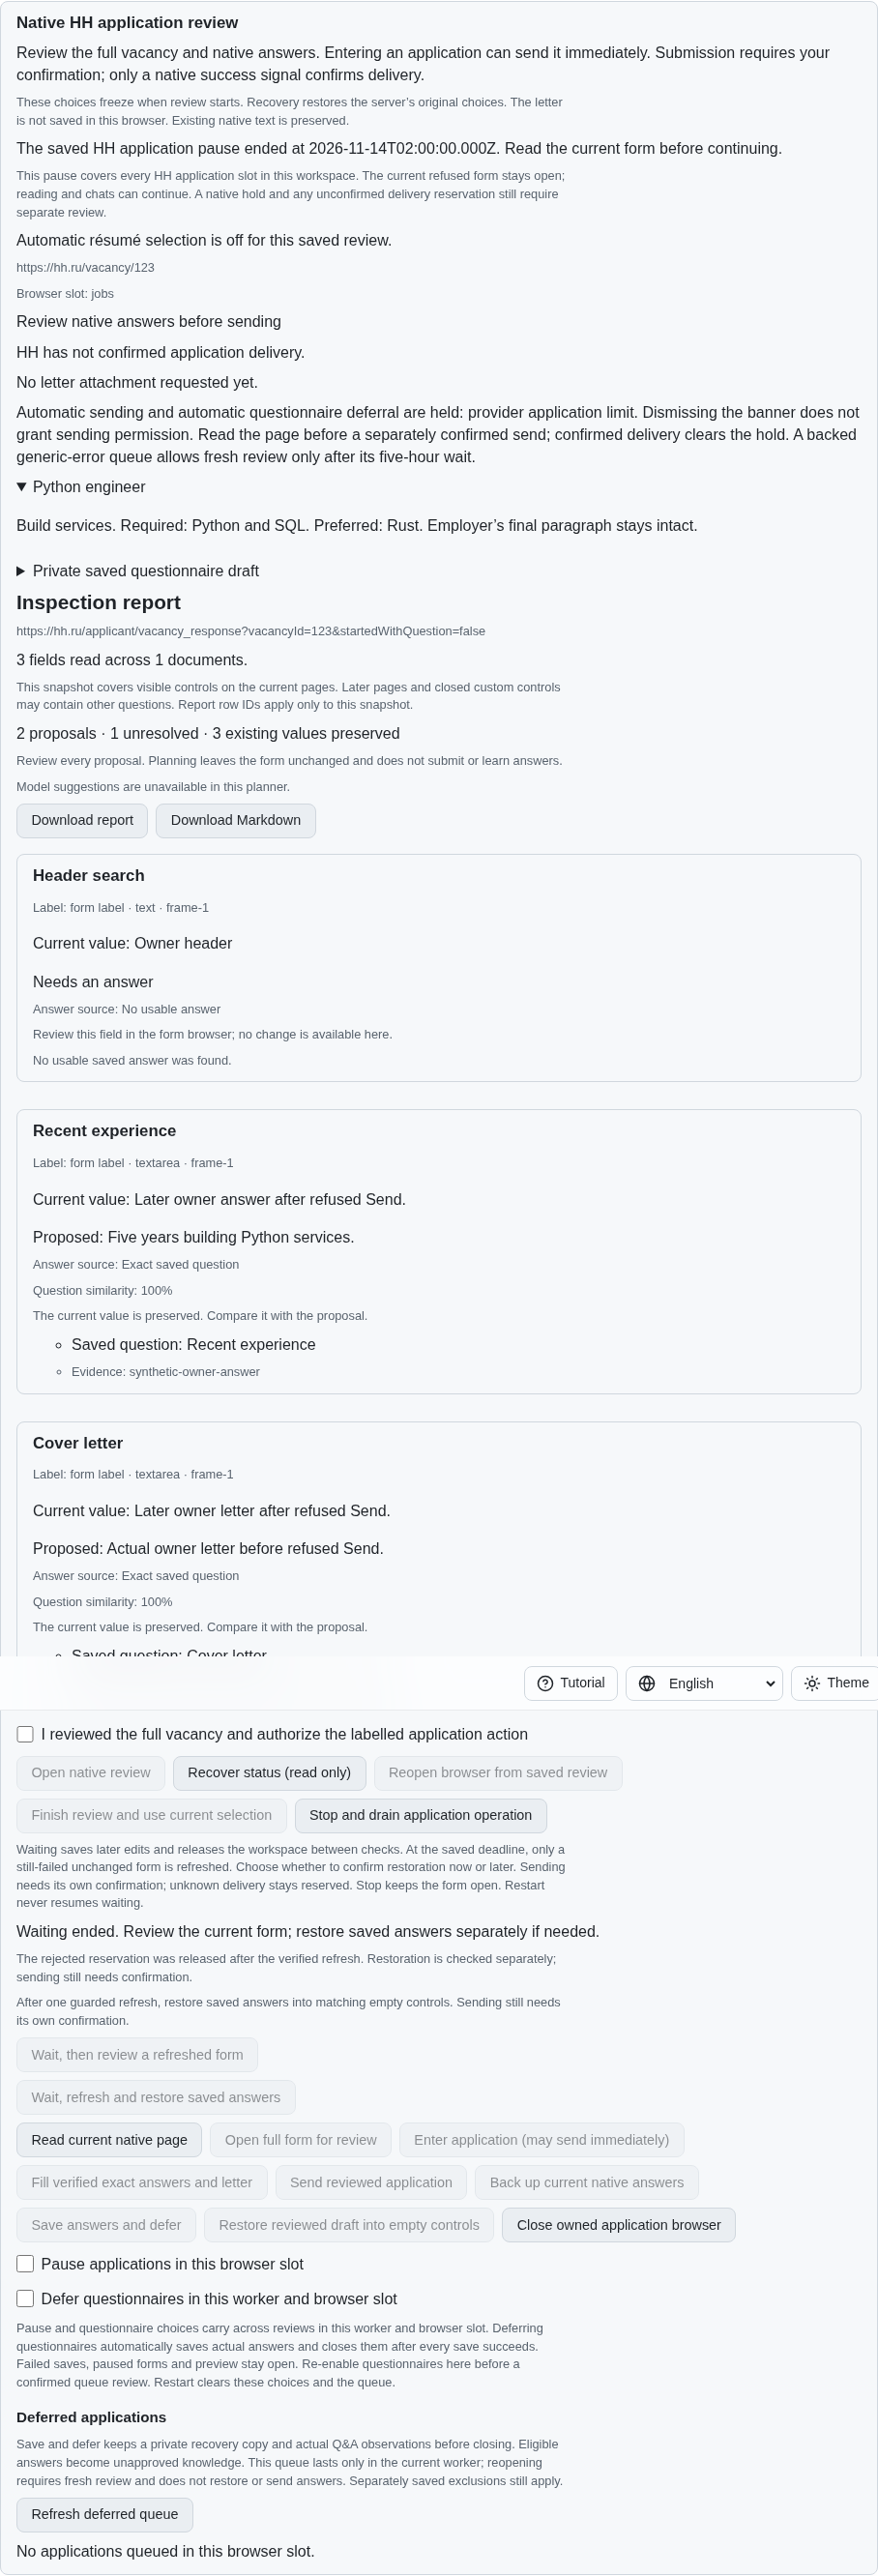 Native HH application review
Review the full vacancy and native answers. Entering an application can send it immediately. Submission requires your
confirmation; only a native success signal confirms delivery.
These choices freeze when review starts. Recovery restores the server’s original choices. The letter
is not saved in this browser. Existing native text is preserved.
The saved HH application pause ended at 2026-11-14T02:00:00.000Z. Read the current form before continuing.
This pause covers every HH application slot in this workspace. The current refused form stays open;
reading and chats can continue. A native hold and any unconfirmed delivery reservation still require
separate review.
Automatic résumé selection is off for this saved review.
https://hh.ru/vacancy/123
Browser slot: jobs
Review native answers before sending
HH has not confirmed application delivery.
No letter attachment requested yet.
Automatic sending and automatic questionnaire deferral are held: provider application limit. Dismissing the banner does not
grant sending permission. Read the page before a separately confirmed send; confirmed delivery clears the hold. A backed
generic-error queue allows fresh review only after its five-hour wait.
Python engineer
Build services. Required: Python and SQL. Preferred: Rust. Employer’s final paragraph stays intact.
Private saved questionnaire draft
Inspection report
https://hh.ru/applicant/vacancy_response?vacancyId=123&startedWithQuestion=false
3 fields read across 1 documents.
This snapshot covers visible controls on the current pages. Later pages and closed custom controls
may contain other questions. Report row IDs apply only to this snapshot.
2 proposals · 1 unresolved · 3 existing values preserved
Review every proposal. Planning leaves the form unchanged and does not submit or learn answers.
Model suggestions are unavailable in this planner.
Download report Download Markdown
Header search
Label: form label · text · frame-1
Current value: Owner header
Needs an answer
Answer source: No usable answer
Review this field in the form browser; no change is available here.
No usable saved answer was found.
Recent experience
Label: form label · textarea · frame-1
Current value: Later owner answer after refused Send.
Proposed: Five years building Python services.
Answer source: Exact saved question
Question similarity: 100%
The current value is preserved. Compare it with the proposal.
Saved question: Recent experience
Evidence: synthetic-owner-answer
Cover letter
Label: form label · textarea · frame-1
Current value: Later owner letter after refused Send.
Proposed: Actual owner letter before refused Send.
Answer source: Exact saved question
Question similarity: 100%
The current value is preserved. Compare it with the proposal.
Saved question: Cover letter
Tutorial English Theme
I reviewed the full vacancy and authorize the labelled application action
Open native review Recover status (read only) Reopen browser from saved review
Finish review and use current selection Stop and drain application operation
Waiting saves later edits and releases the workspace between checks. At the saved deadline, only a
still-failed unchanged form is refreshed. Choose whether to confirm restoration now or later. Sending
needs its own confirmation; unknown delivery stays reserved. Stop keeps the form open. Restart
never resumes waiting.
Waiting ended. Review the current form; restore saved answers separately if needed.
The rejected reservation was released after the verified refresh. Restoration is checked separately;
sending still needs confirmation.
After one guarded refresh, restore saved answers into matching empty controls. Sending still needs
its own confirmation.
Wait, then review a refreshed form
Wait, refresh and restore saved answers
Read current native page Open full form for review Enter application (may send immediately)
Fill verified exact answers and letter Send reviewed application Back up current native answers
Save answers and defer Restore reviewed draft into empty controls Close owned application browser
Pause applications in this browser slot
Defer questionnaires in this worker and browser slot
Pause and questionnaire choices carry across reviews in this worker and browser slot. Deferring
questionnaires automatically saves actual answers and closes them after every save succeeds.
Failed saves, paused forms and preview stay open. Re-enable questionnaires here before a
confirmed queue review. Restart clears these choices and the queue.
Deferred applications
Save and defer keeps a private recovery copy and actual Q&A observations before closing. Eligible
answers become unapproved knowledge. This queue lasts only in the current worker; reopening
requires fresh review and does not restore or send answers. Separately saved exclusions still apply.
Refresh deferred queue
No applications queued in this browser slot.